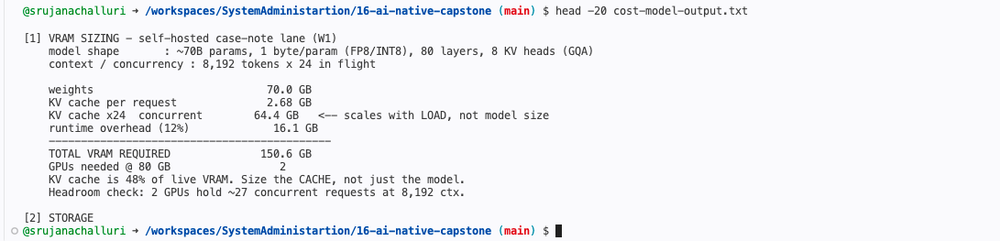 @srujanachalluri ➜ /workspaces/SystemAdministartion/16-ai-native-capstone (main) $ head -20 cost-model-output.txt
[1] VRAM SIZING - self-hosted case-note lane (W1)
model shape : ~70B params, 1 byte/param (FP8/INT8), 80 layers, 8 KV heads (GQA)
context / concurrency : 8,192 tokens x 24 in flight
weights 70.0 GB
KV cache per request 2.68 GB
KV cache x24 concurrent 64.4 GB <-- scales with LOAD, not model size
runtime overhead (12%) 16.1 GB
--------------------------------------------
TOTAL VRAM REQUIRED 150.6 GB
GPUs needed @ 80 GB 2
KV cache is 48% of live VRAM. Size the CACHE, not just the model.
Headroom check: 2 GPUs hold ~27 concurrent requests at 8,192 ctx.
[2] STORAGE
@srujanachalluri ➜ /workspaces/SystemAdministartion/16-ai-native-capstone (main) $